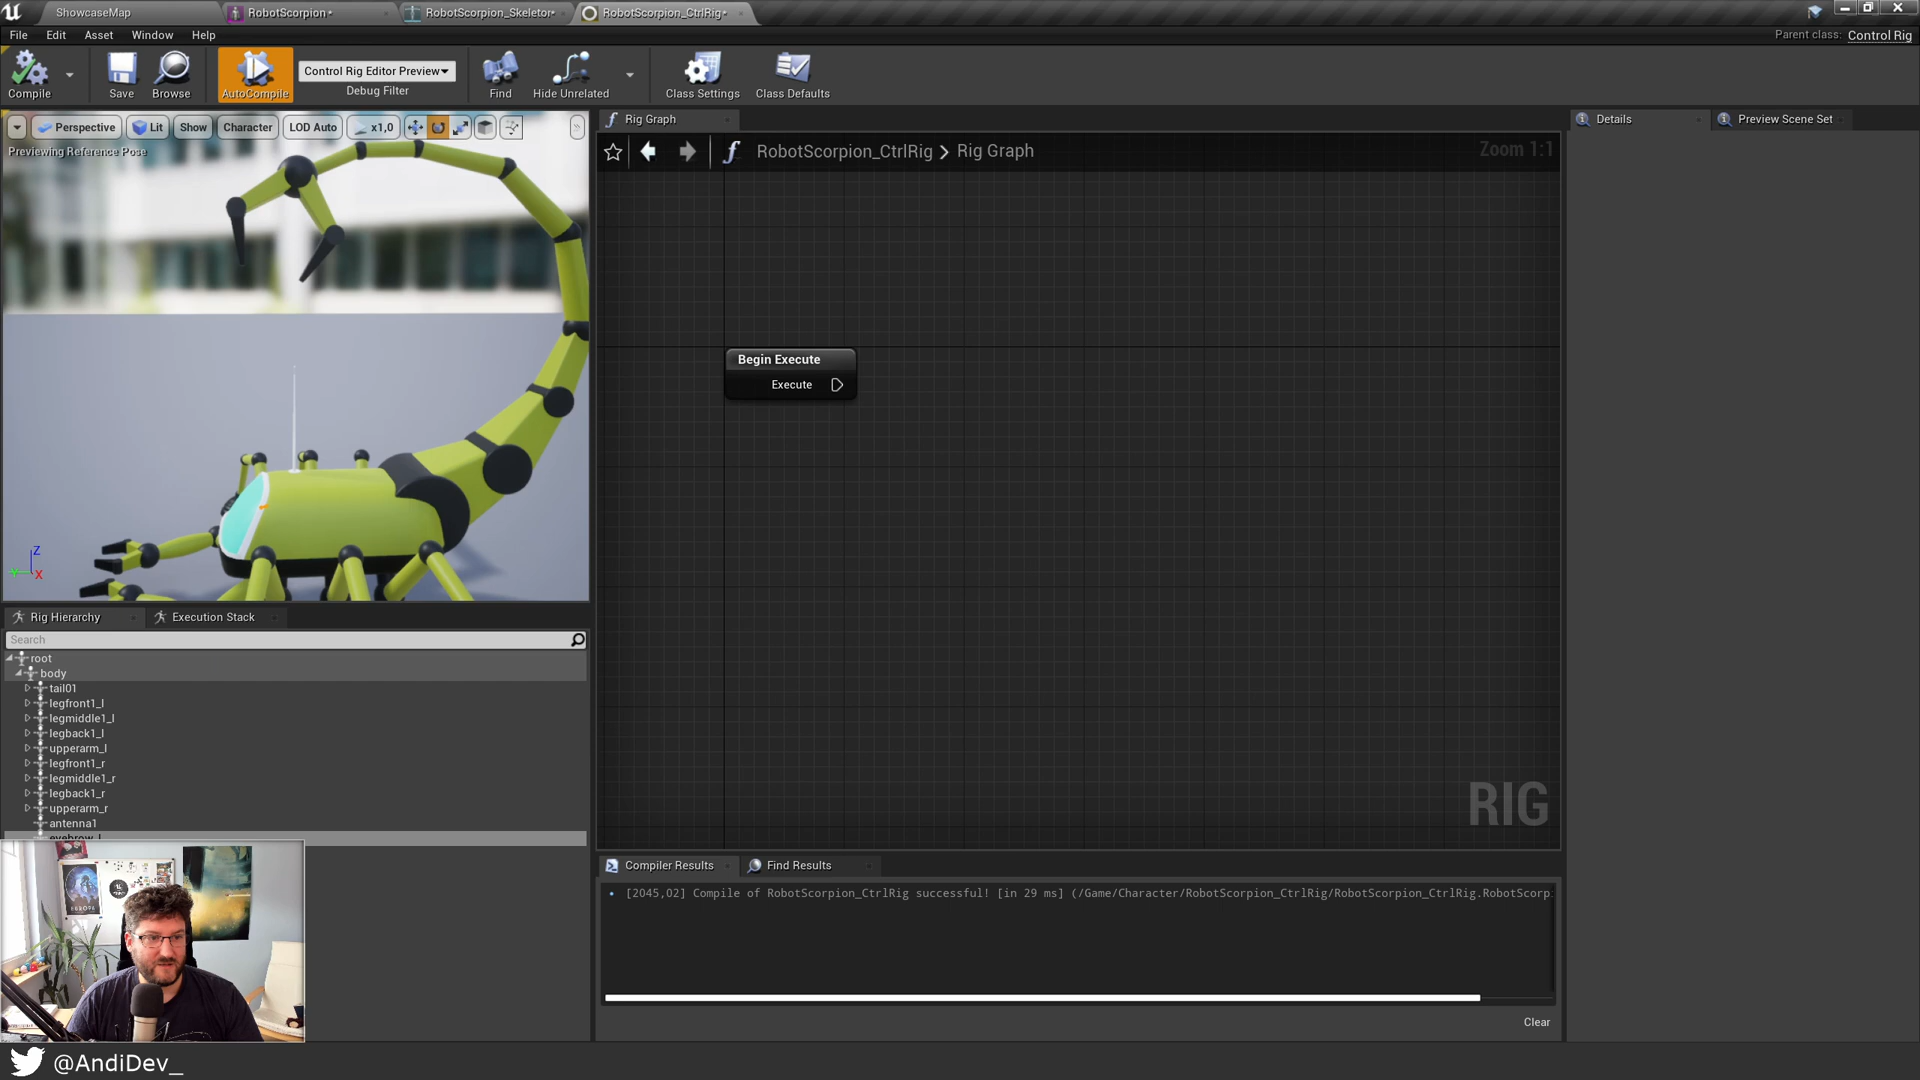 ShowcaseMap
RobotScorpion*
RobotScorpion_Skeletor*
RobotScorpion_CtrlRig*
File Edit Asset Window Help
Parent class: Control Rig
Compile
Save
Browse
AutoCompile
Control Rig Editor Preview
Debug Filter
Find
Hide Unrelated
Class Settings
Class Defaults
Perspective Lit Show Character LOD Auto x1,0
Previewing Reference Pose
Z
X
Rig Graph
RobotScorpion_CtrlRig > Rig Graph
Zoom 1:1
Begin Execute
Execute
RIG
Details
Preview Scene Set
Rig Hierarchy
Execution Stack
Search
root
body
tail01
legfront1_l
legmiddle1_l
legback1_l
upperarm_l
legfront1_r
legmiddle1_r
legback1_r
upperarm_r
antenna1
eyebrow_l
Compiler Results
Find Results
[2045,02] Compile of RobotScorpion_CtrlRig successful! [in 29 ms] (/Game/Character/RobotScorpion_CtrlRig/RobotScorpion_CtrlRig.RobotScorpi
Clear
EUROPA
@AndiDev_